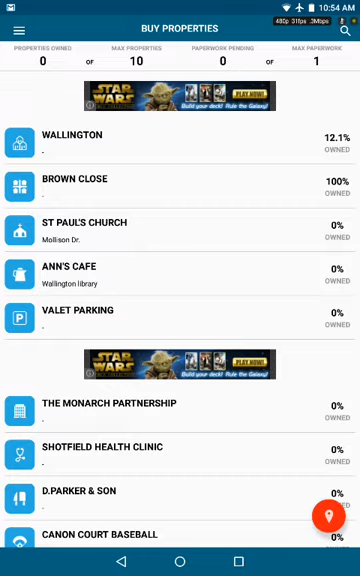 10:54 AM
480p 31fps .3Mbps
BUY PROPERTIES
PROPERTIES OWNED MAX PROPERTIES PAPERWORK PENDING MAX PAPERWORK
0 OF 10 0 OF 1
STAR WARS PLAY NOW!
Build your deck! Rule the Galaxy!
WALLINGTON 12.1%
. OWNED
BROWN CLOSE 100%
. OWNED
ST PAUL'S CHURCH 0%
Mollison Dr. OWNED
ANN'S CAFE 0%
Wallington library OWNED
VALET PARKING 0%
. OWNED
STAR WARS PLAY NOW!
Build your deck! Rule the Galaxy!
THE MONARCH PARTNERSHIP 0%
. OWNED
SHOTFIELD HEALTH CLINIC 0%
. OWNED
D.PARKER & SON 0%
.
CANON COURT BASEBALL 0%